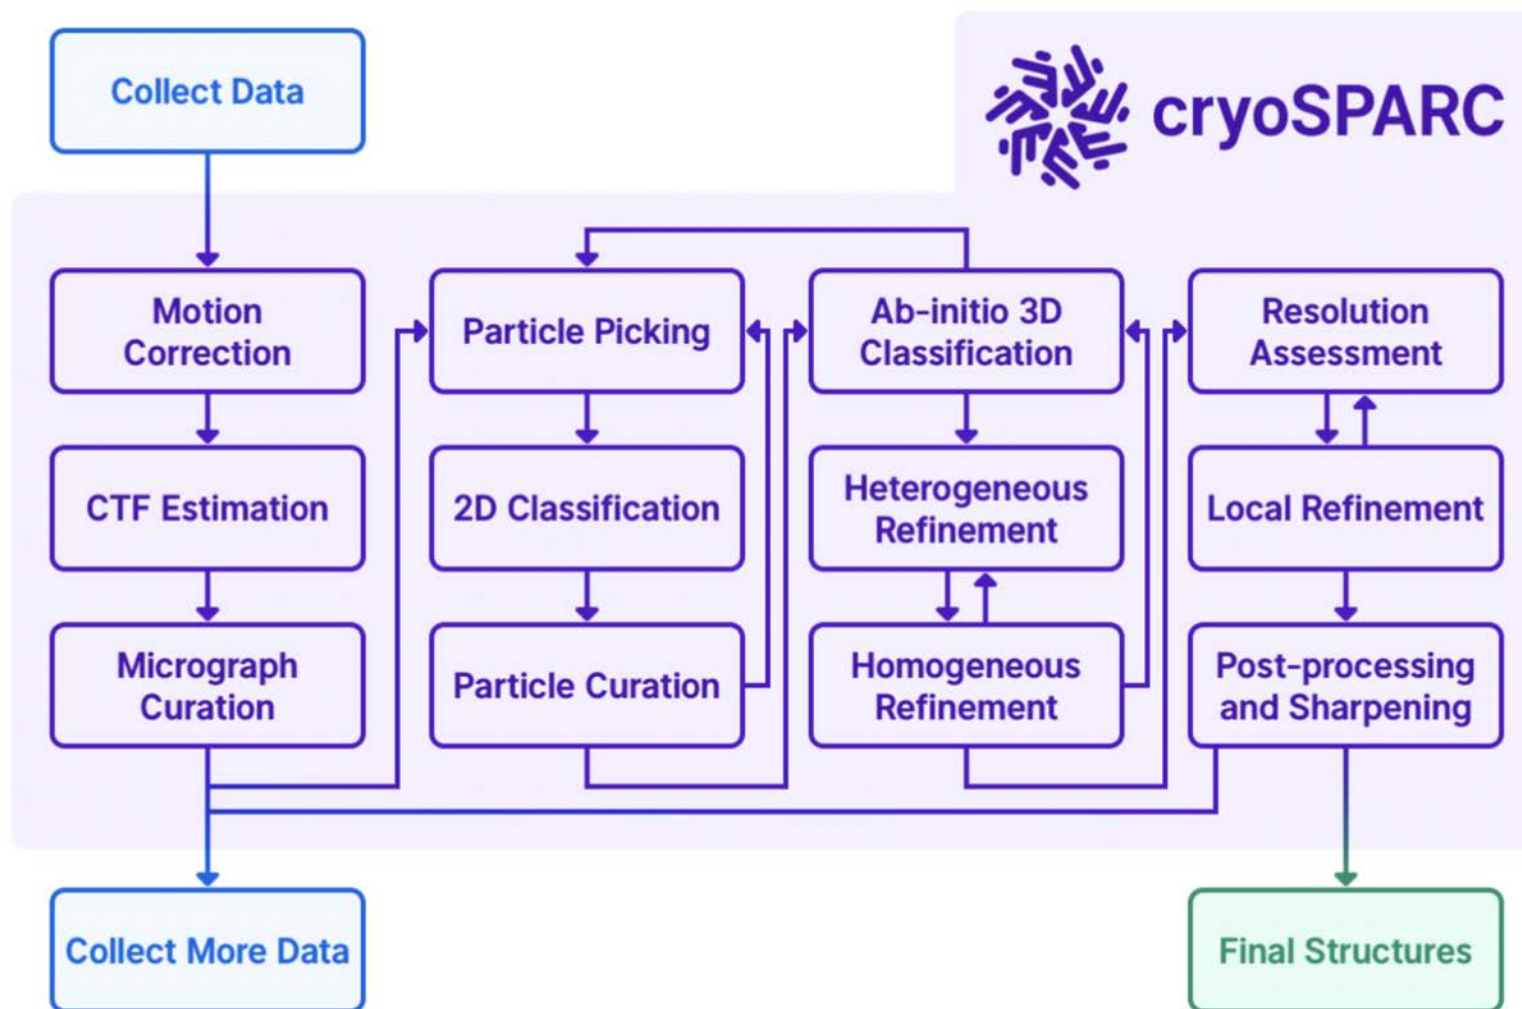 Collect Data
cryoSPARC
Motion
Correction
Particle Picking
Ab-initio 3D
Classification
Resolution
Assessment
CTF Estimation
2D Classification
Heterogeneous
Refinement
Local Refinement
Micrograph
Curation
Particle Curation
Homogeneous
Refinement
Post-processing
and Sharpening
Collect More Data
Final Structures